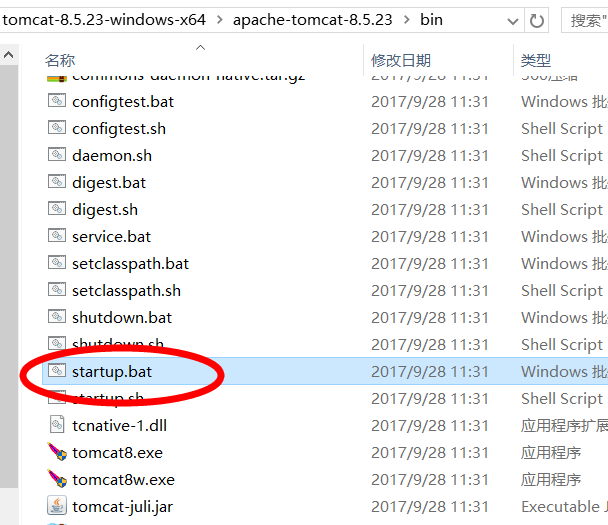 tomcat-8.5.23-windows-x64 > apache-tomcat-8.5.23 > bin 搜索"
名称 修改日期 类型
commons-daemon-native.tar.gz 2017/9/28 11:31 360压缩
configtest.bat 2017/9/28 11:31 Windows 批
configtest.sh 2017/9/28 11:31 Shell Script
daemon.sh 2017/9/28 11:31 Shell Script
digest.bat 2017/9/28 11:31 Windows 批
digest.sh 2017/9/28 11:31 Shell Script
service.bat 2017/9/28 11:31 Windows 批
setclasspath.bat 2017/9/28 11:31 Windows 批
setclasspath.sh 2017/9/28 11:31 Shell Script
shutdown.bat 2017/9/28 11:31 Windows 批
shutdown.sh 2017/9/28 11:31 Shell Script
startup.bat 2017/9/28 11:31 Windows 批
startup.sh 2017/9/28 11:31 Shell Script
tcnative-1.dll 2017/9/28 11:31 应用程序扩展
tomcat8.exe 2017/9/28 11:31 应用程序
tomcat8w.exe 2017/9/28 11:31 应用程序
tomcat-juli.jar 2017/9/28 11:31 Executable J